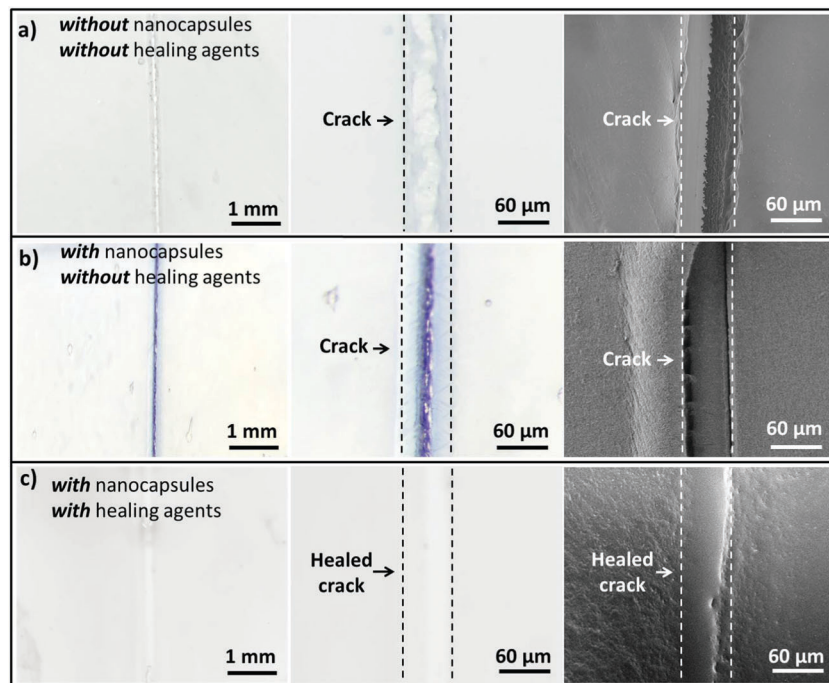 a) without nanocapsules
without healing agents
Crack
Crack
1 mm
60 µm
60 µm
b) with nanocapsules
without healing agents
Crack
Crack
1 mm
60 µm
60 µm
c) with nanocapsules
with healing agents
Healed
crack
Healed
crack
1 mm
60 µm
60 µm